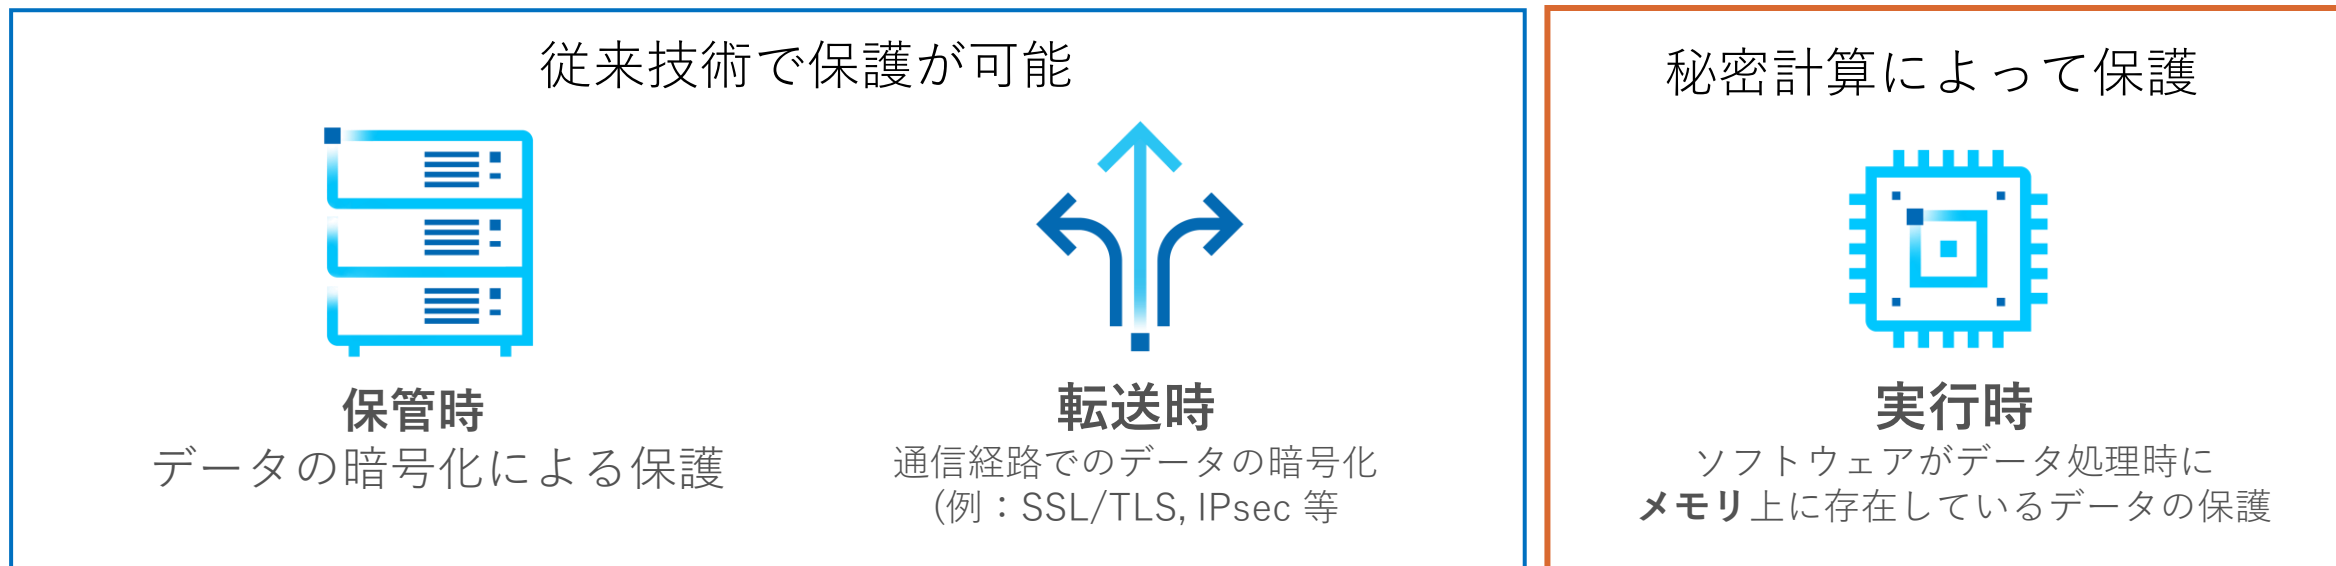 従来技術で保護が可能
保管時
データの暗号化による保護
転送時
通信経路でのデータの暗号化
(例：SSL/TLS, IPsec 等
秘密計算によって保護
実行時
ソフトウェアがデータ処理時に
メモリ上に存在しているデータの保護